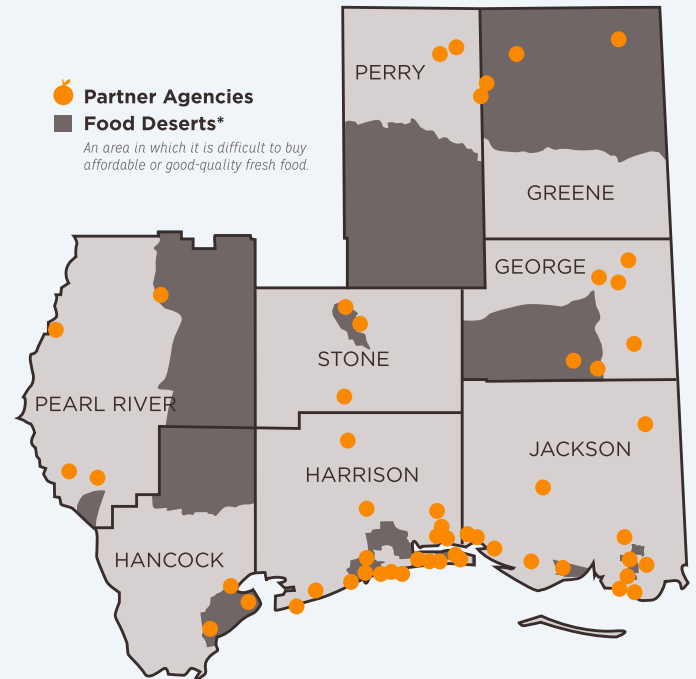 PERRY
Partner Agencies
Food Deserts*
An area in which it is difficult to buy
affordable or good-quality fresh food.
GREENE
GEORGE
STONE
PEARL RIVER
JACKSON
HARRISON
HANCOCK